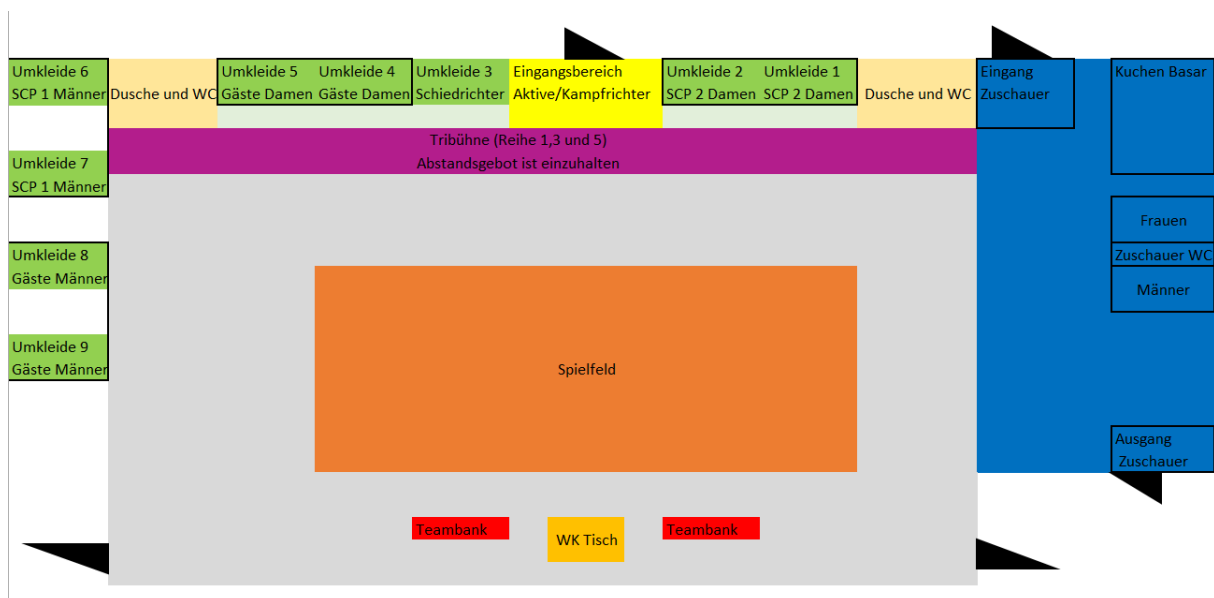 Umkleide 6
SCP 1 Männer
Dusche und WC
Umkleide 5
Gäste Damen
Umkleide 4
Gäste Damen
Umkleide 3
Schiedrichter
Eingangsbereich
Aktive/Kampfrichter
Umkleide 2
SCP 2 Damen
Umkleide 1
SCP 2 Damen
Dusche und WC
Eingang
Zuschauer
Kuchen Basar
Tribühne (Reihe 1,3 und 5)
Abstandsgebot ist einzuhalten
Umkleide 7
SCP 1 Männer
Frauen
Zuschauer WC
Männer
Umkleide 8
Gäste Männer
Umkleide 9
Gäste Männer
Spielfeld
Ausgang
Zuschauer
Teambank
WK Tisch
Teambank